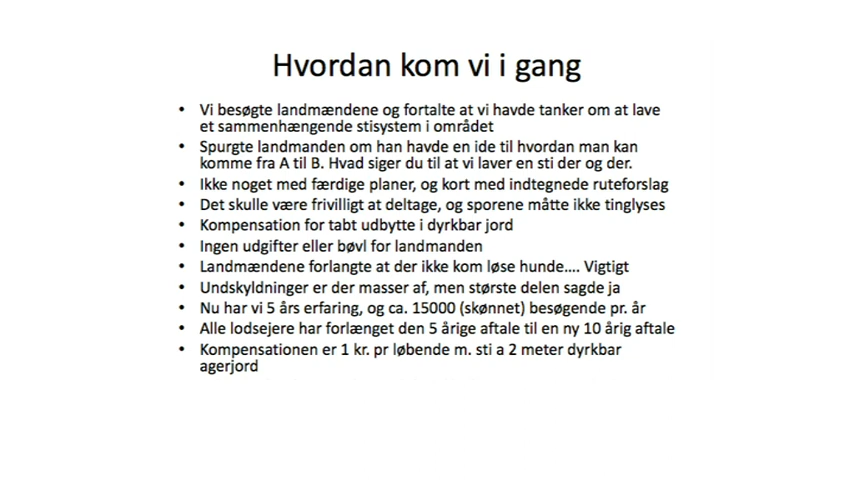 Hvordan kom vi i gang
• Vi besøgte landmændene og fortalte at vi havde tanker om at lave
et sammenhængende stisystem i området
• Spurgte landmanden om han havde en ide til hvordan man kan
komme fra A til B. Hvad siger du til at vi laver en sti der og der.
• Ikke noget med færdige planer, og kort med indtegnede ruteforslag
• Det skulle være frivilligt at deltage, og sporene måtte ikke tinglyses
• Kompensation for tabt udbytte i dyrkbar jord
• Ingen udgifter eller bøvl for landmanden
• Landmændene forlangte at der ikke kom løse hunde.... Vigtigt
• Undskyldninger er der masser af, men største delen sagde ja
• Nu har vi 5 års erfaring, og ca. 15000 (skønnet) besøgende pr. år
• Alle lodsejere har forlænget den 5 årige aftale til en ny 10 årig aftale
• Kompensationen er 1 kr. pr løbende m. sti a 2 meter dyrkbar
agerjord